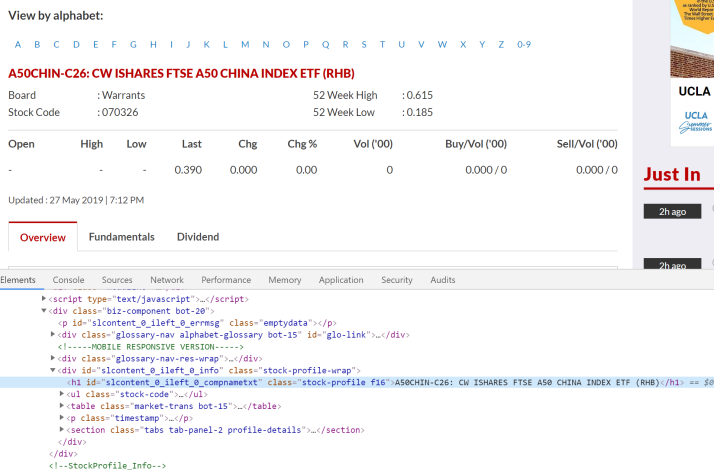 View by alphabet:
A B C D E F G H I J K L M N O P Q R S T U V W X Y Z 0-9
A50CHIN-C26: CW ISHARES FTSE A50 CHINA INDEX ETF (RHB)
Board : Warrants 52 Week High : 0.615
Stock Code : 070326 52 Week Low : 0.185
Open High Low Last Chg Chg % Vol ('00) Buy/Vol ('00) Sell/Vol ('00)
- - - 0.390 0.000 0.00 0 0.000 / 0 0.000 / 0
Updated : 27 May 2019 | 7:12 PM
Overview Fundamentals Dividend
The Wall Street
Times Higher E
UCLA
UCLA
Summer
SESSIONS
Just In
2h ago
2h ago
Elements Console Sources Network Performance Memory Application Security Audits
<script type="text/javascript">…</script>
<div class="biz-component bot-20">
<p id="slcontent_0_ileft_0_errmsg" class="emptydata"></p>
<div class="glossary-nav alphabet-glossary bot-15" id="glo-link">…</div>
<!-----MOBILE RESPONSIVE VERSION----->
<div class="glossary-nav-res-wrap">…</div>
<div id="slcontent_0_ileft_0_info" class="stock-profile-wrap">
<h1 id="slcontent_0_ileft_0_compnametxt" class="stock-profile f16">A50CHIN-C26: CW ISHARES FTSE A50 CHINA INDEX ETF (RHB)</h1> == $0
<ul class="stock-code">…</ul>
<table class="market-trans bot-15">…</table>
<p class="timestamp">…</p>
<section class="tabs tab-panel-2 profile-details">…</section>
</div>
</div>
<!--StockProfile_Info-->